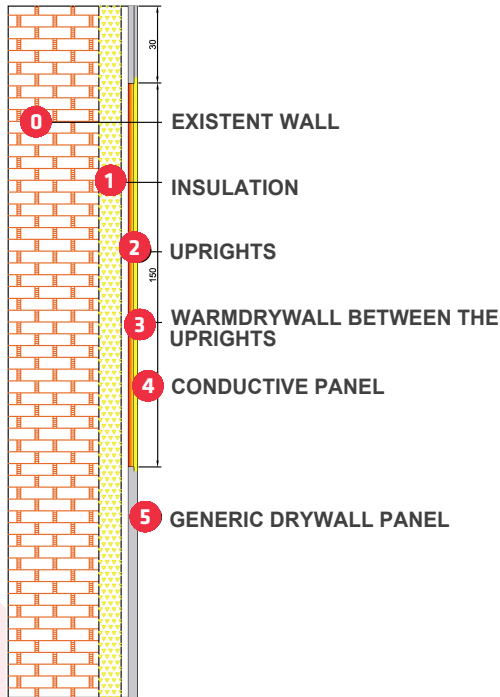 30
0 EXISTENT WALL
1 INSULATION
2 UPRIGHTS
150
3 WARMDRYWALL BETWEEN THE
UPRIGHTS
4 CONDUCTIVE PANEL
5 GENERIC DRYWALL PANEL